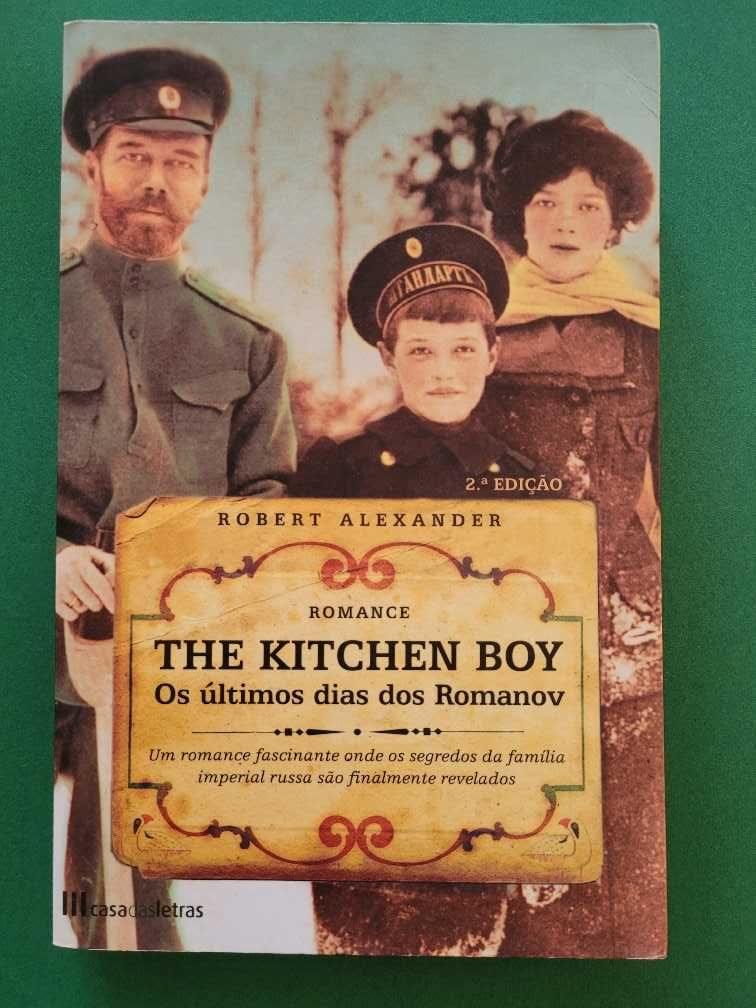 ШТАНДАРТЪ
2.ª EDIÇÃO
ROBERT ALEXANDER
ROMANCE
THE KITCHEN BOY
Os últimos dias dos Romanov
Um romance fascinante onde os segredos da família
imperial russa são finalmente revelados
casadasletras